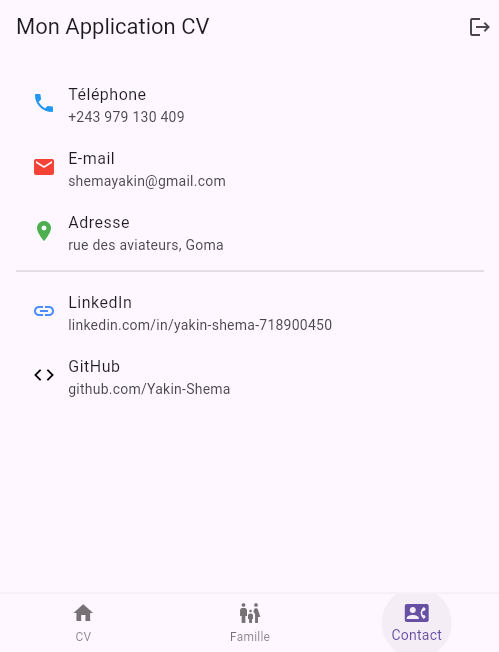 Mon Application CV
Téléphone
+243 979 130 409
E-mail
shemayakin@gmail.com
Adresse
rue des aviateurs, Goma
LinkedIn
linkedin.com/in/yakin-shema-718900450
GitHub
github.com/Yakin-Shema
CV
Famille
Contact